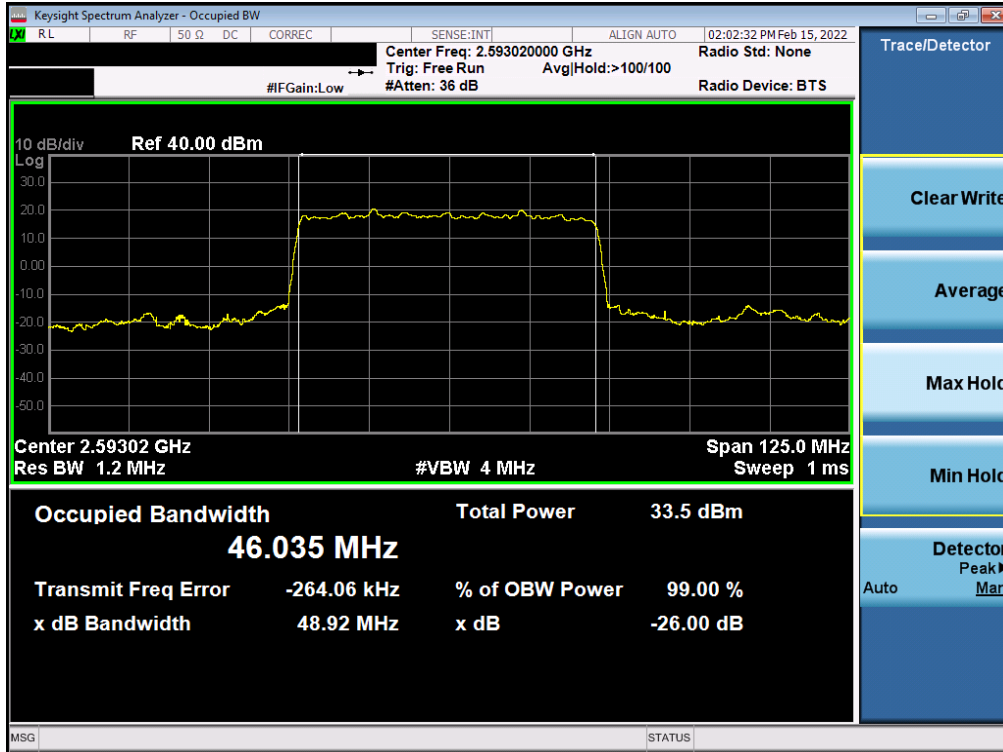 Keysight Spectrum Analyzer - Occupied BW
LXI RL RF 50 Ω DC CORREC SENSE:INT ALIGN AUTO 02:02:32 PM Feb 15, 2022
Center Freq: 2.593020000 GHz Radio Std: None
Trig: Free Run Avg|Hold:>100/100
#IFGain:Low #Atten: 36 dB Radio Device: BTS
10 dB/div Ref 40.00 dBm
Log
30.0
20.0
10.0
0.00
-10.0
-20.0
-30.0
-40.0
-50.0
Center 2.59302 GHz Span 125.0 MHz
Res BW 1.2 MHz #VBW 4 MHz Sweep 1 ms
Occupied Bandwidth Total Power 33.5 dBm
46.035 MHz
Transmit Freq Error -264.06 kHz % of OBW Power 99.00 %
x dB Bandwidth 48.92 MHz x dB -26.00 dB
MSG STATUS
Trace/Detector
Clear Write
Average
Max Hold
Min Hold
Detector
Peak
Auto Man